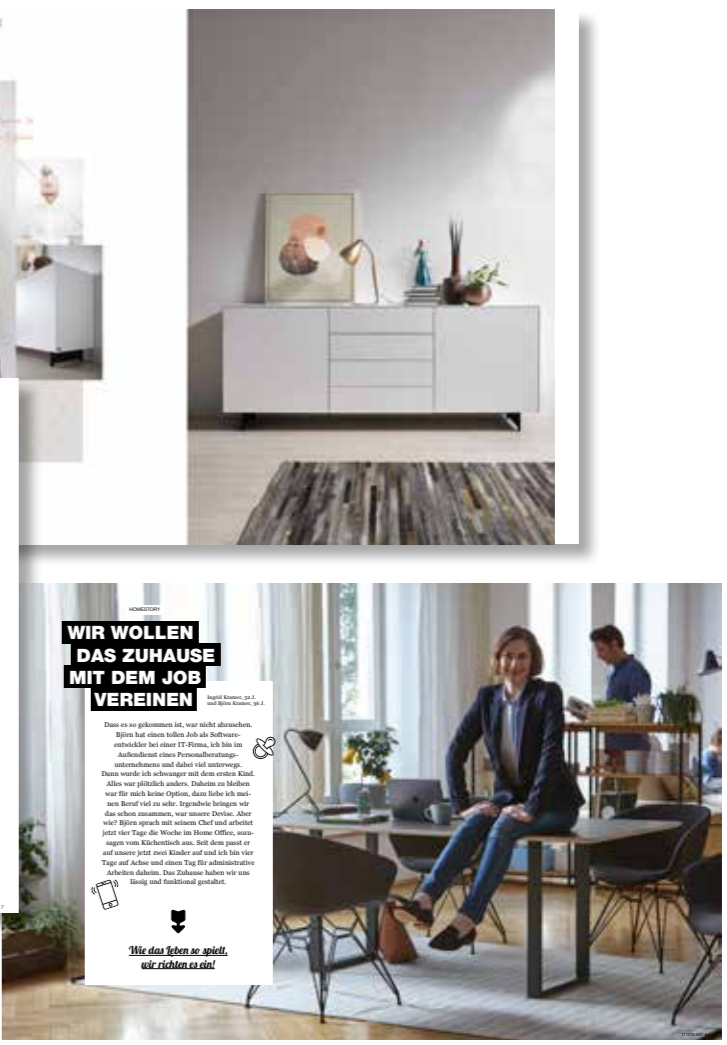 HOMESTORY
WIR WOLLEN
DAS ZUHAUSE
MIT DEM JOB
VEREINEN
Ingrid Kramer, 32 J.
und Björn Kramer, 36 J.
Dass es so gekommen ist, war nicht abzusehen.
Björn hat einen tollen Job als Software-
entwickler bei einer IT-Firma, ich bin im
Außendienst eines Personalberatungs-
unternehmens und dabei viel unterwegs.
Dann wurde ich schwanger mit dem ersten Kind.
Alles war plötzlich anders. Daheim zu bleiben
war für mich keine Option, dazu liebe ich mei-
nen Beruf viel zu sehr. Irgendwie bringen wir
das schon zusammen, war unsere Devise. Aber
wie? Björn sprach mit seinem Chef und arbeitet
jetzt vier Tage die Woche im Home Office, sozu-
sagen vom Küchentisch aus. Seit dem passt er
auf unsere jetzt zwei Kinder auf und ich bin vier
Tage auf Achse und einen Tag für administrative
Arbeiten daheim. Das Zuhause haben wir uns
lässig und funktional gestaltet.
Wie das Leben so spielt,
wir richten es ein!